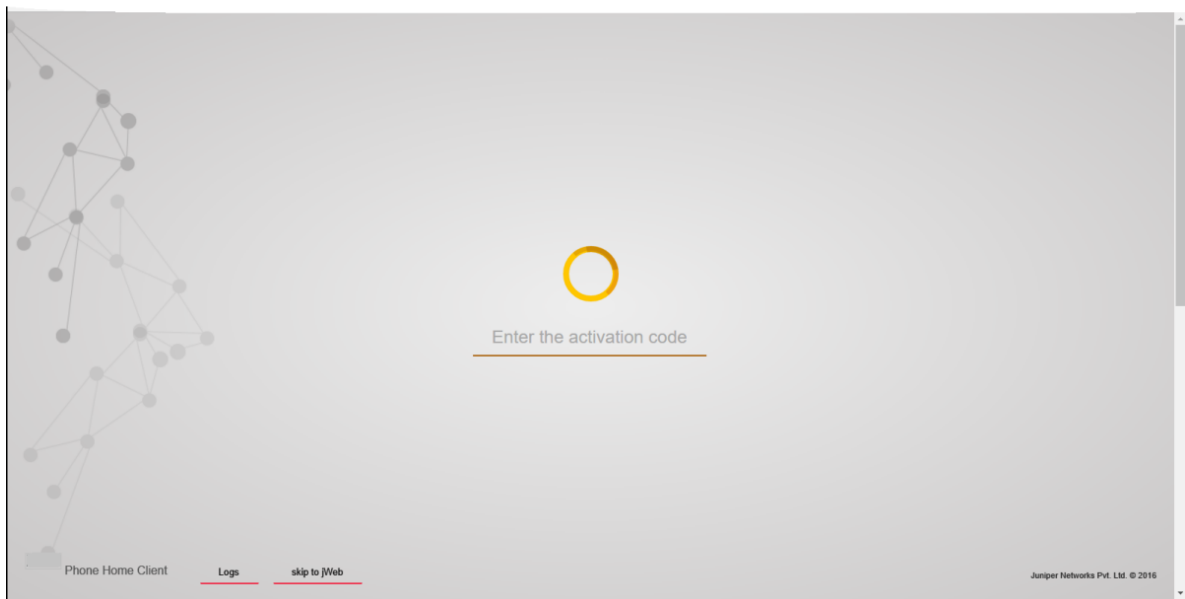 Enter the activation code
Phone Home Client Logs skip to jWeb Juniper Networks Pvt. Ltd. © 2016